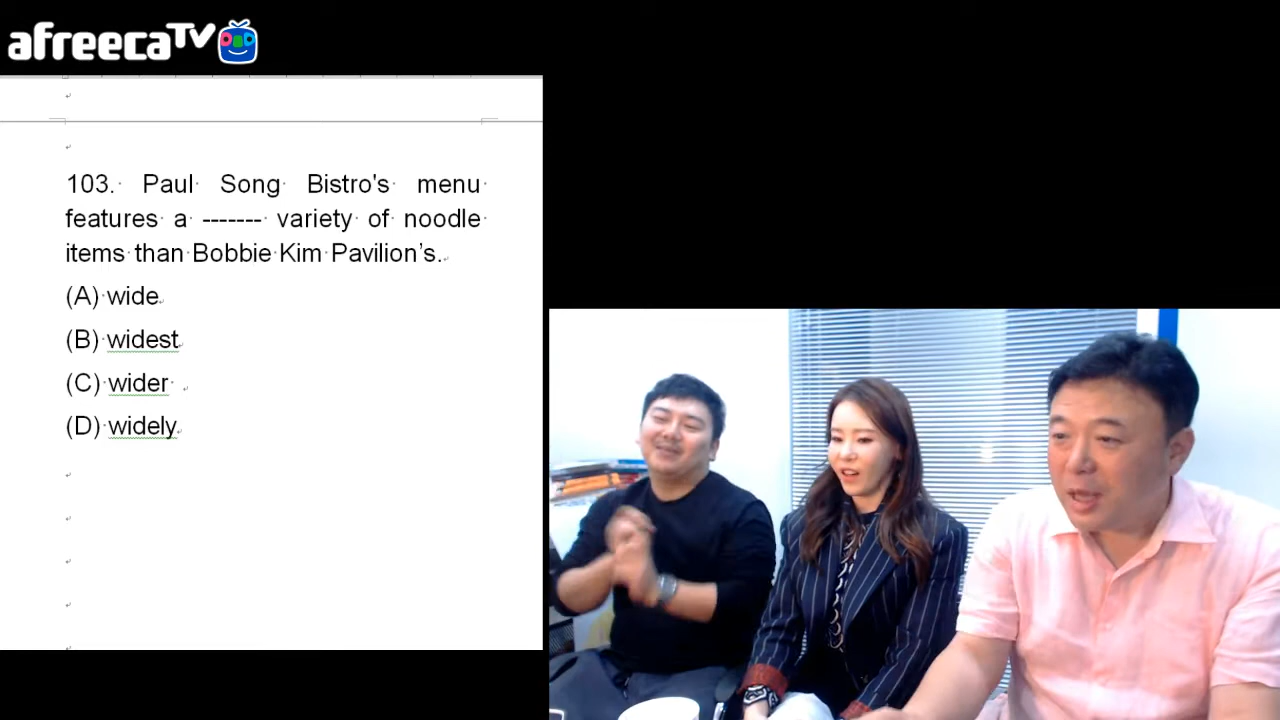 afreecaTV
103. Paul Song Bistro's menu
features a ------- variety of noodle
items than Bobbie Kim Pavilion’s.
(A) wide
(B) widest
(C) wider
(D) widely